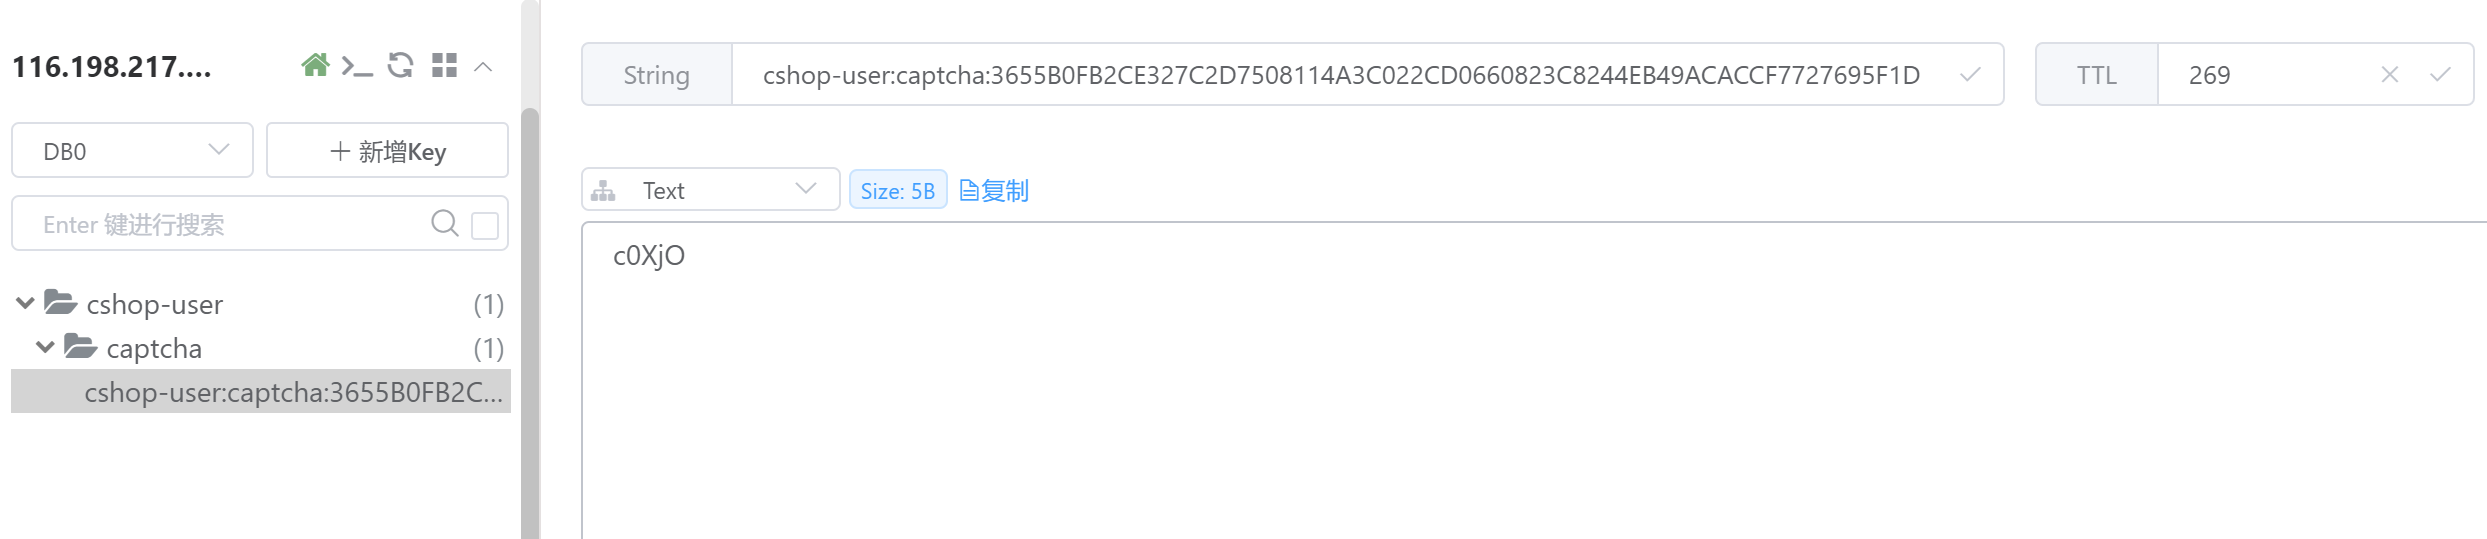 116.198.217....
DB0
新增Key
Enter 键进行搜索
cshop-user (1)
captcha (1)
cshop-user:captcha:3655B0FB2C...
String cshop-user:captcha:3655B0FB2CE327C2D7508114A3C022CD0660823C8244EB49ACACCF7727695F1D
TTL 269
Text Size: 5B 复制
c0XjO